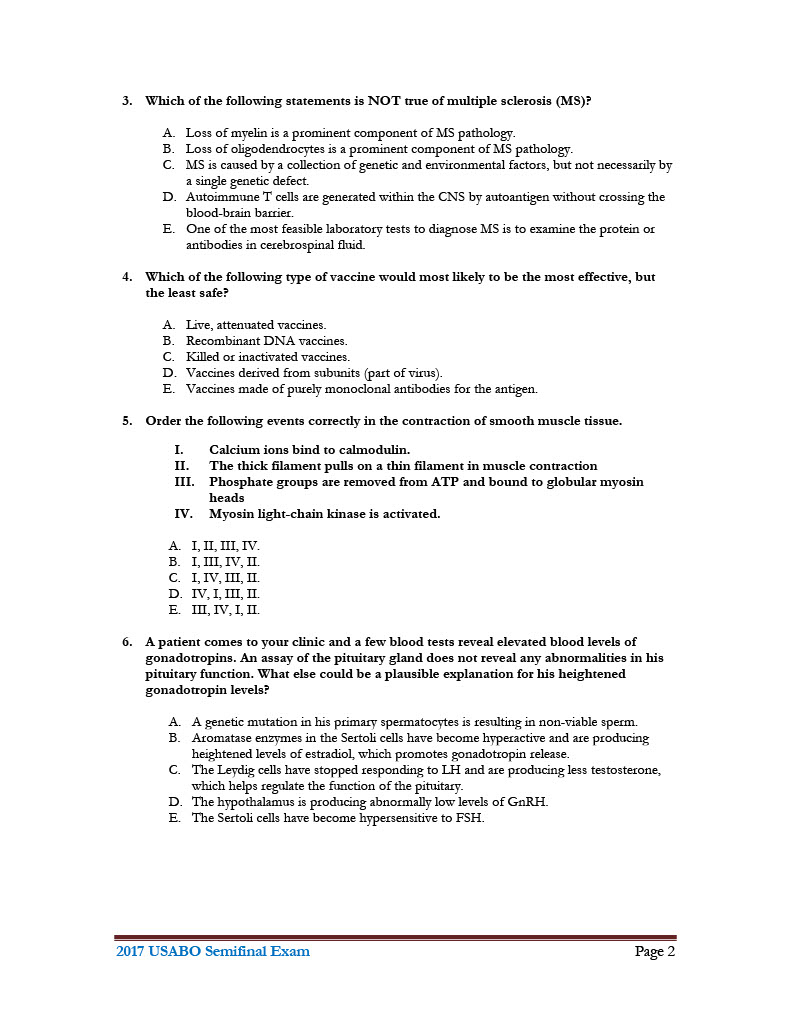 3. Which of the following statements is NOT true of multiple sclerosis (MS)?
A. Loss of myelin is a prominent component of MS pathology.
B. Loss of oligodendrocytes is a prominent component of MS pathology.
C. MS is caused by a collection of genetic and environmental factors, but not necessarily by
a single genetic defect.
D. Autoimmune T cells are generated within the CNS by autoantigen without crossing the
blood-brain barrier.
E. One of the most feasible laboratory tests to diagnose MS is to examine the protein or
antibodies in cerebrospinal fluid.
4. Which of the following type of vaccine would most likely to be the most effective, but
the least safe?
A. Live, attenuated vaccines.
B. Recombinant DNA vaccines.
C. Killed or inactivated vaccines.
D. Vaccines derived from subunits (part of virus).
E. Vaccines made of purely monoclonal antibodies for the antigen.
5. Order the following events correctly in the contraction of smooth muscle tissue.
I. Calcium ions bind to calmodulin.
II. The thick filament pulls on a thin filament in muscle contraction
III. Phosphate groups are removed from ATP and bound to globular myosin
heads
IV. Myosin light-chain kinase is activated.
A. I, II, III, IV.
B. I, III, IV, II.
C. I, IV, III, II.
D. IV, I, III, II.
E. III, IV, I, II.
6. A patient comes to your clinic and a few blood tests reveal elevated blood levels of
gonadotropins. An assay of the pituitary gland does not reveal any abnormalities in his
pituitary function. What else could be a plausible explanation for his heightened
gonadotropin levels?
A. A genetic mutation in his primary spermatocytes is resulting in non-viable sperm.
B. Aromatase enzymes in the Sertoli cells have become hyperactive and are producing
heightened levels of estradiol, which promotes gonadotropin release.
C. The Leydig cells have stopped responding to LH and are producing less testosterone,
which helps regulate the function of the pituitary.
D. The hypothalamus is producing abnormally low levels of GnRH.
E. The Sertoli cells have become hypersensitive to FSH.
2017 USABO Semifinal Exam Page 2